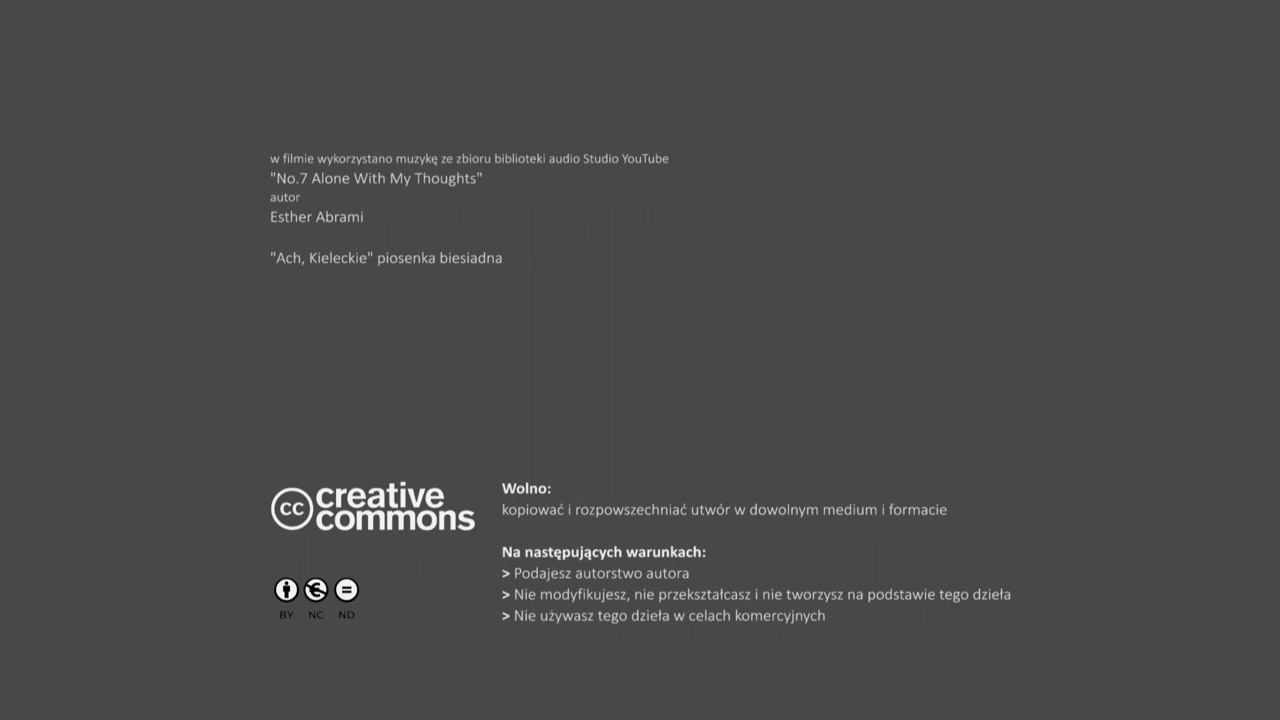 w filmie wykorzystano muzykę ze zbioru biblioteki audio Studio YouTube
"No.7 Alone With My Thoughts"
autor
Esther Abrami
"Ach, Kieleckie" piosenka biesiadna
cc creative
commons
BY NC ND
Wolno:
kopiować i rozpowszechniać utwór w dowolnym medium i formacie
Na następujących warunkach:
> Podajesz autorstwo autora
> Nie modyfikujesz, nie przekształcasz i nie tworzysz na podstawie tego dzieła
> Nie używasz tego dzieła w celach komercyjnych